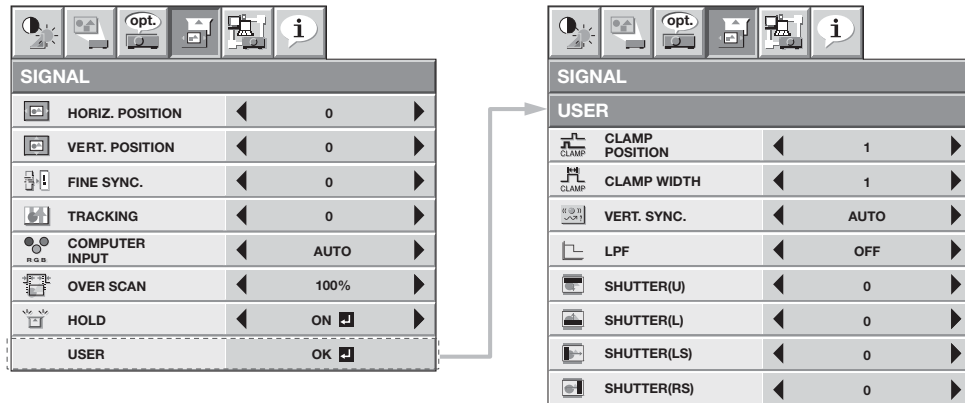 opt.
i
SIGNAL
HORIZ. POSITION 0
VERT. POSITION 0
FINE SYNC. 0
TRACKING 0
RGB
COMPUTER
INPUT
AUTO
OVER SCAN 100%
HOLD ON
USER OK
opt.
i
SIGNAL
USER
CLAMP
CLAMP
POSITION
1
CLAMP
CLAMP WIDTH 1
VERT. SYNC. AUTO
LPF OFF
SHUTTER(U) 0
SHUTTER(L) 0
SHUTTER(LS) 0
SHUTTER(RS) 0